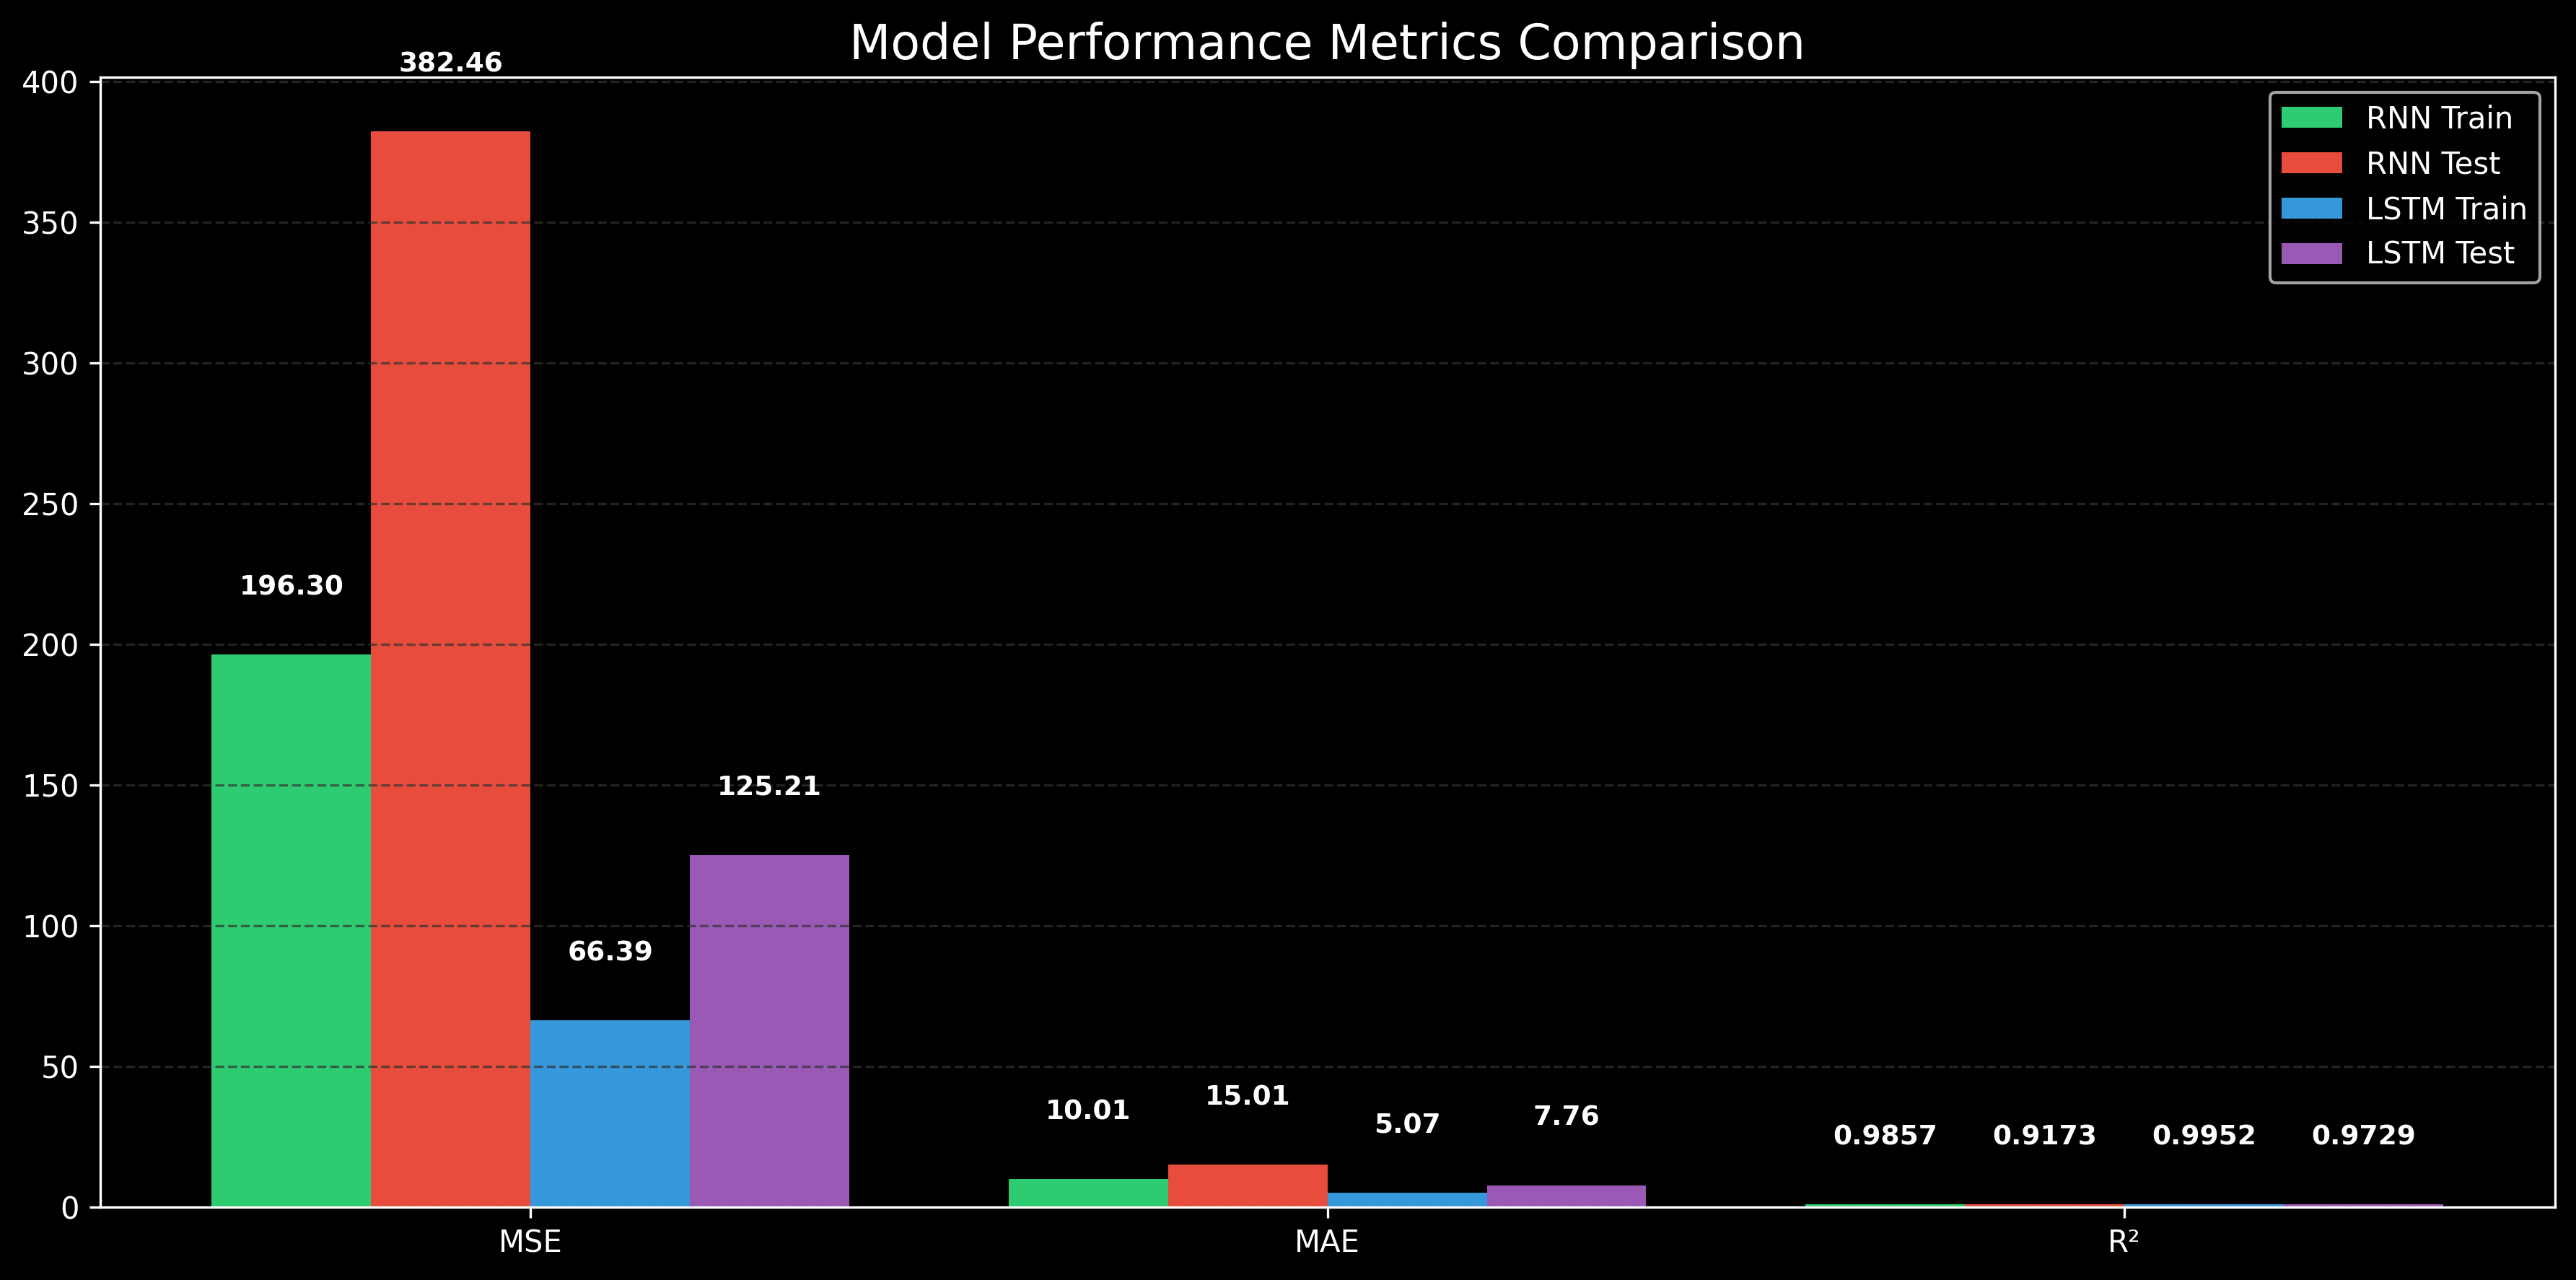 Model Performance Metrics Comparison
400
350
300
250
200
150
100
50
0
382.46
196.30
66.39
125.21
10.01
15.01
5.07
7.76
0.9857
0.9173
0.9952
0.9729
MSE
MAE
R²
RNN Train
RNN Test
LSTM Train
LSTM Test